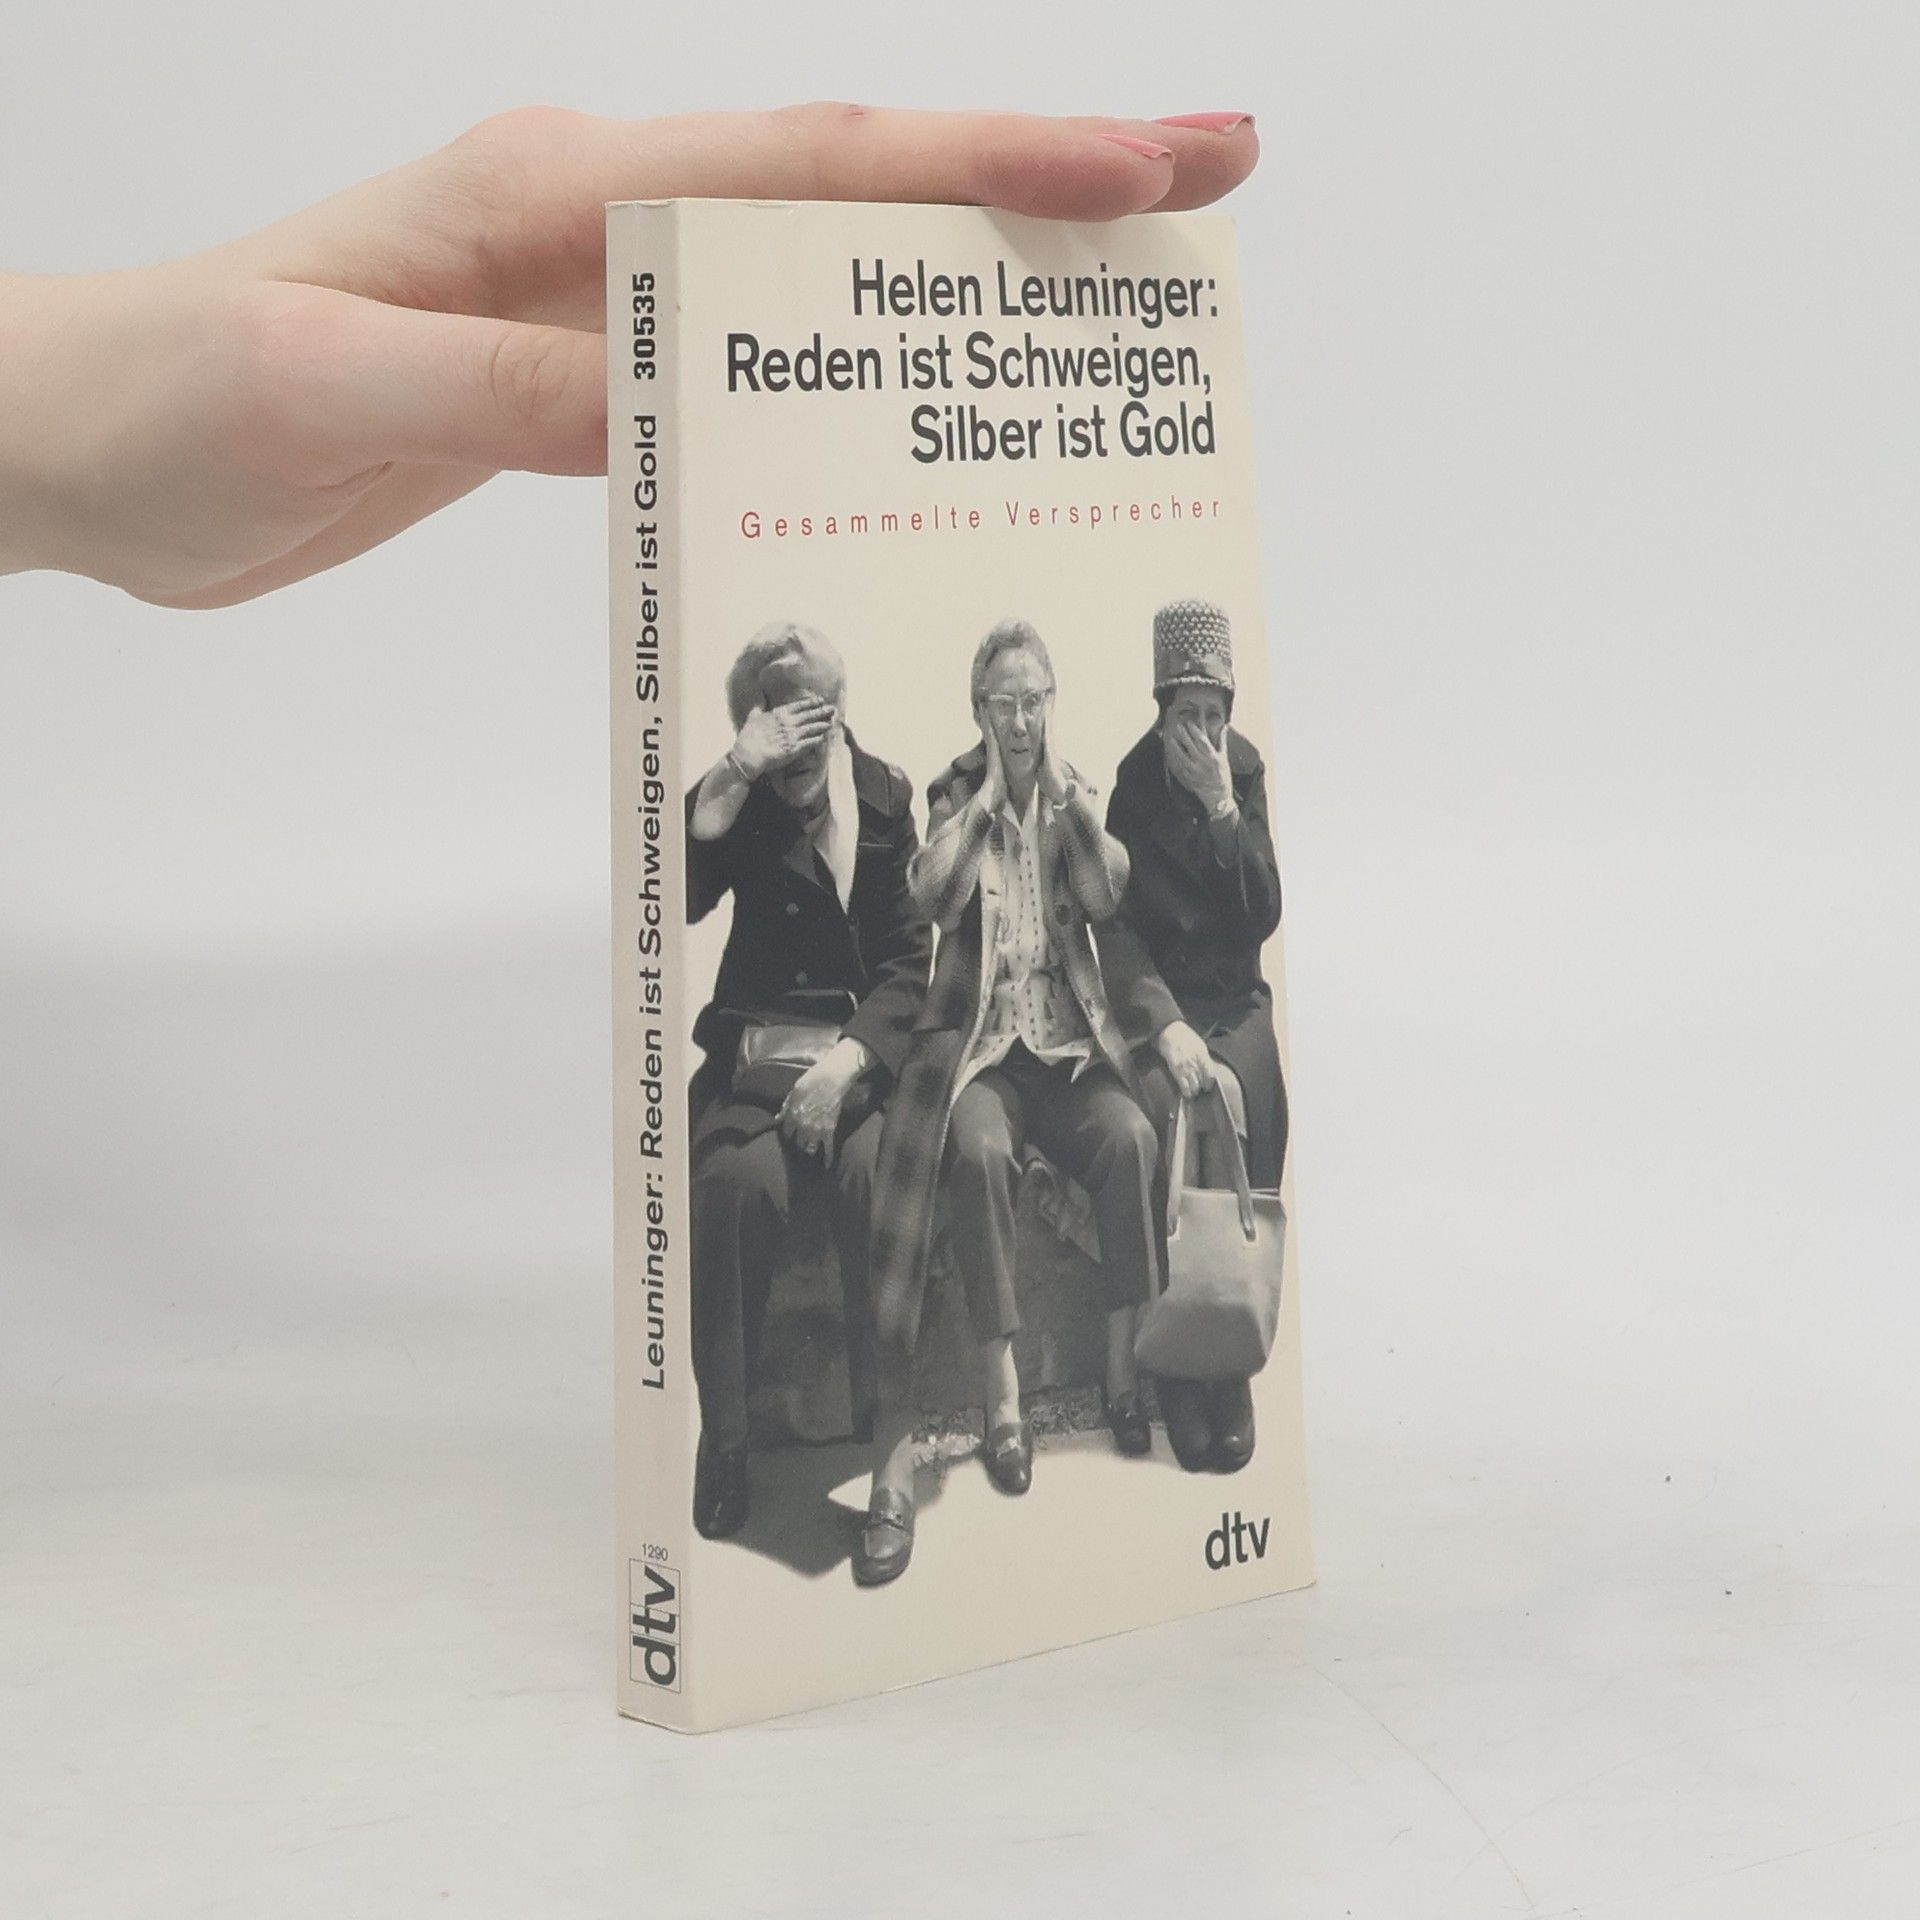 Helen Leuninger:
Reden ist Schweigen,
Silber ist Gold
Gesammelte Versprecher
dtv
Leuninger: Reden ist Schweigen, Silber ist Gold 30535
1290
dtv